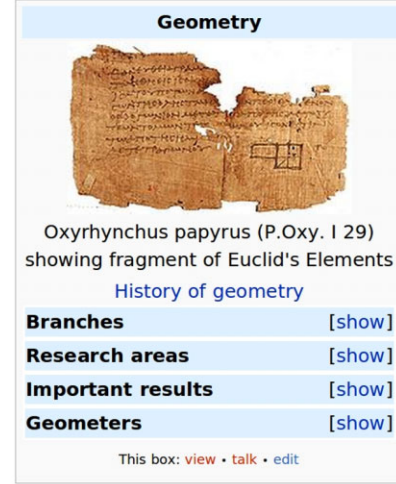 Geometry
Oxyrhynchus papyrus (P.Oxy. I 29)
showing fragment of Euclid's Elements
History of geometry
Branches [show]
Research areas [show]
Important results [show]
Geometers [show]
This box: view • talk • edit